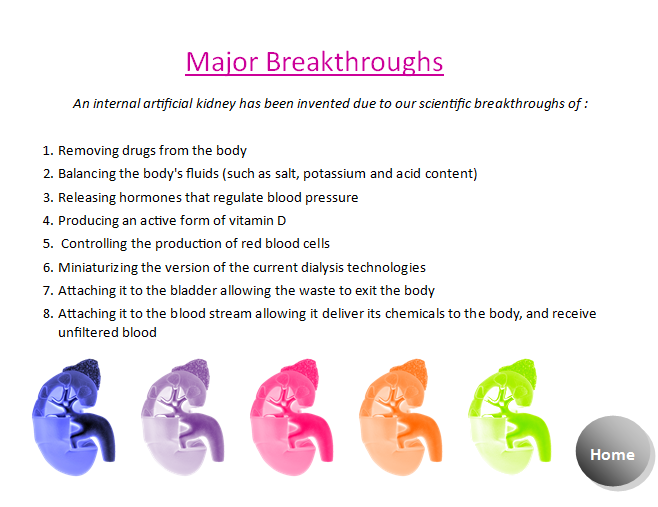 Major Breakthroughs
An internal artificial kidney has been invented due to our scientific breakthroughs of :
1. Removing drugs from the body
2. Balancing the body's fluids (such as salt, potassium and acid content)
3. Releasing hormones that regulate blood pressure
4. Producing an active form of vitamin D
5.  Controlling the production of red blood cells
6. Miniaturizing the version of the current dialysis technologies
7. Attaching it to the bladder allowing the waste to exit the body
8. Attaching it to the blood stream allowing it deliver its chemicals to the body, and receive
unfiltered blood
Home